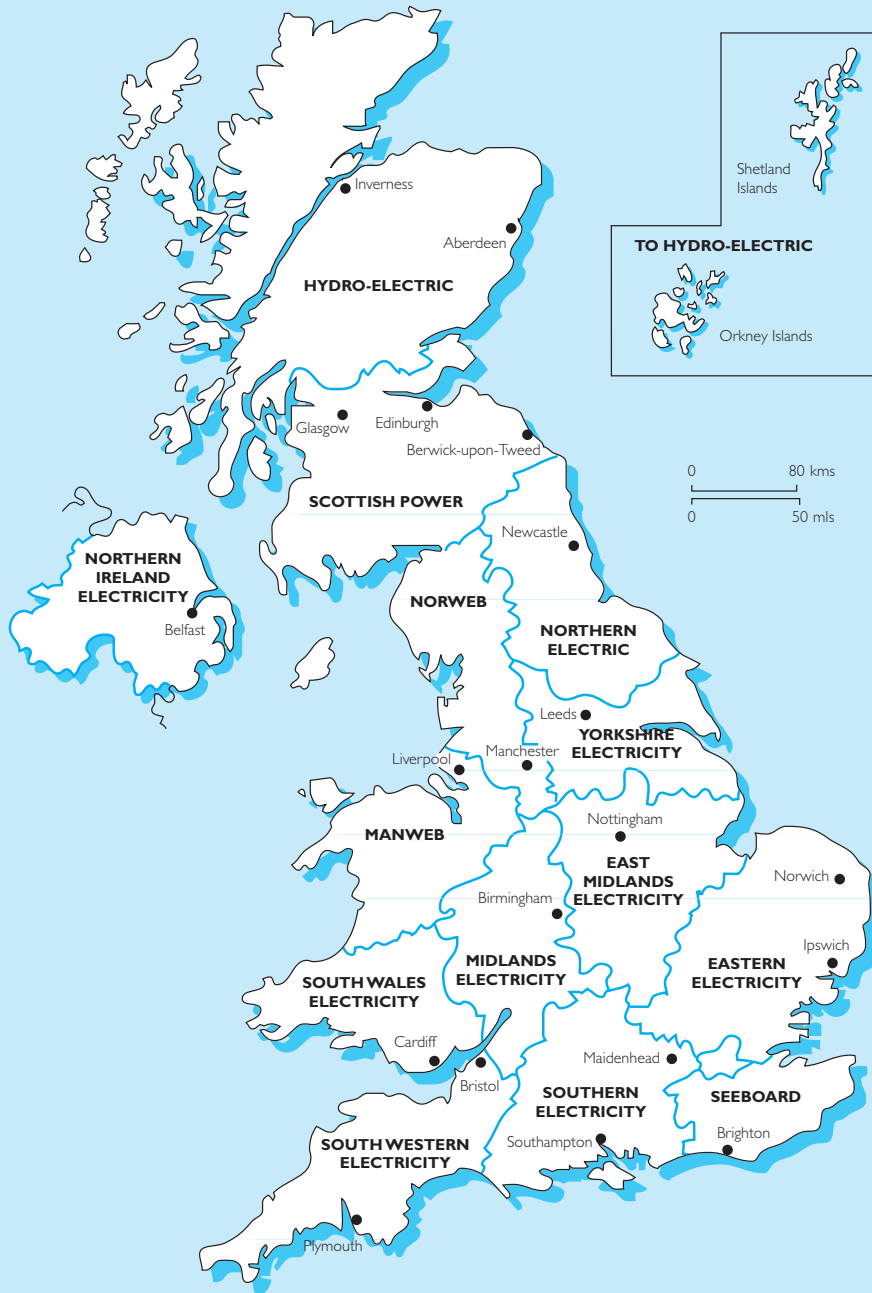 Shetland
Islands
Inverness
Aberdeen
TO HYDRO-ELECTRIC
HYDRO-ELECTRIC
Orkney Islands
Glasgow
Edinburgh
Berwick-upon-Tweed
0 80 kms
0 50 mls
SCOTTISH POWER
Newcastle
NORTHERN
IRELAND
ELECTRICITY
Belfast
NORWEB
NORTHERN
ELECTRIC
Leeds
YORKSHIRE
ELECTRICITY
Manchester
Liverpool
Nottingham
MANWEB
EAST
MIDLANDS
ELECTRICITY
Norwich
Birmingham
Ipswich
MIDLANDS
ELECTRICITY
EASTERN
ELECTRICITY
SOUTH WALES
ELECTRICITY
Cardiff
Bristol
Maidenhead
SOUTHERN
ELECTRICITY
SEEBOARD
Southampton
Brighton
SOUTH WESTERN
ELECTRICITY
Plymouth